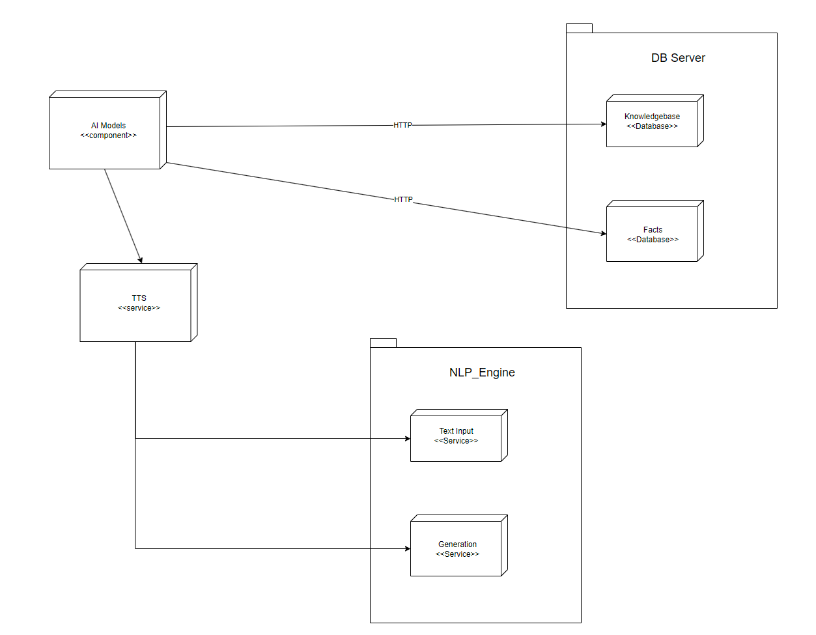 DB Server
AI Models
<<component>>
HTTP
Knowledgebase
<<Database>>
HTTP
Facts
<<Database>>
TTS
<<service>>
NLP_Engine
Text Input
<<Service>>
Generation
<<Service>>